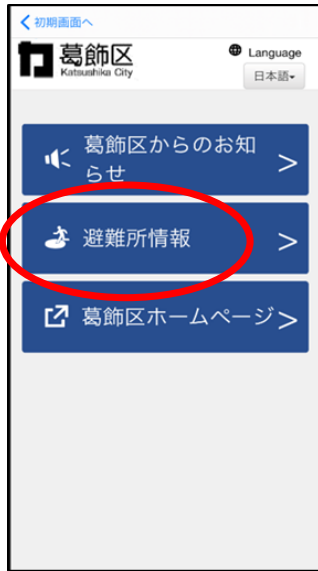 初期画面へ
葛飾区
Katsushika City
Language
日本語
葛飾区からのお知
らせ
避難所情報
葛飾区ホームページ